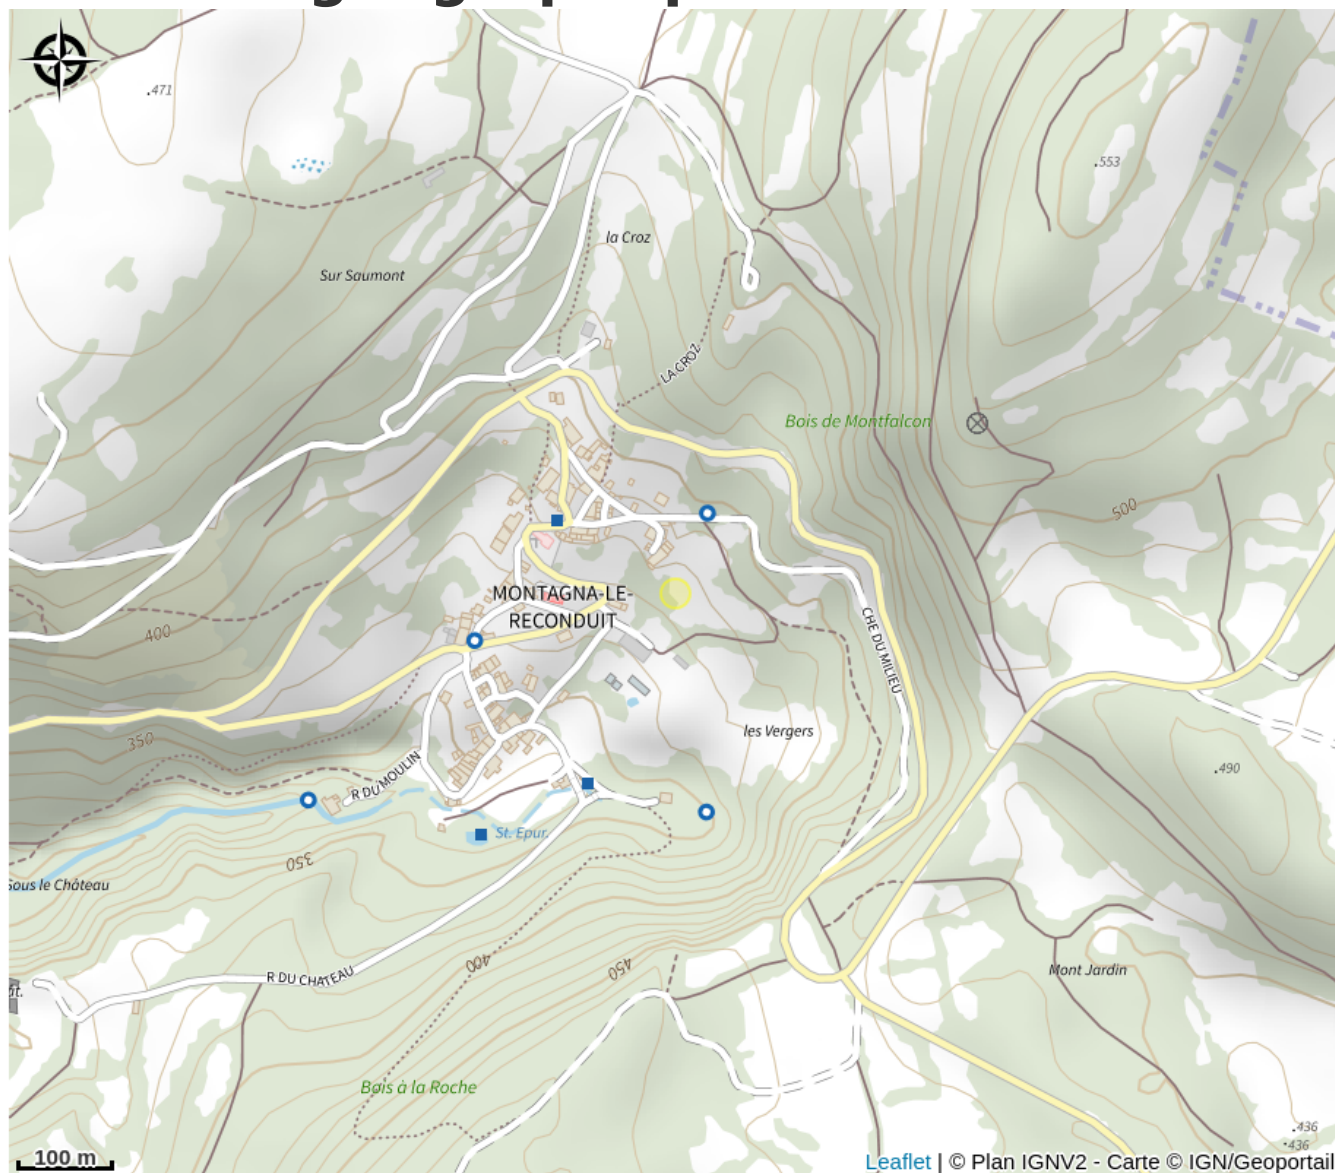 .471
.553
la Croz
Sur Saumont
LA CROZ
Bois de Montfalcon
500
MONTAGNA-LE-
RECONDUIT
400
CHE DU MILIEU
350
les Vergers
.490
R DU MOULIN
St. Epur.
350
Sous le Château
400
450
Mont Jardin
R DU CHATEAU
Bois à la Roche
.436
.436
100 m
Leaflet | © Plan IGNV2 - Carte © IGN/Geoportail